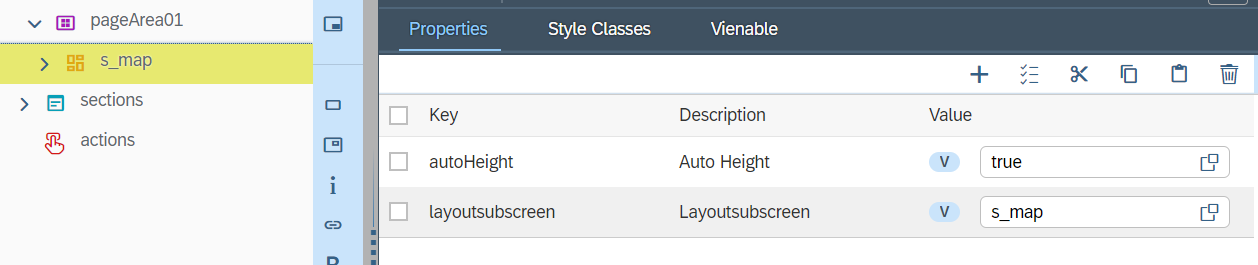 pageArea01
s_map
sections
actions
Properties Style Classes Vienable
Key Description Value
autoHeight Auto Height V true
layoutsubscreen Layoutsubscreen V s_map